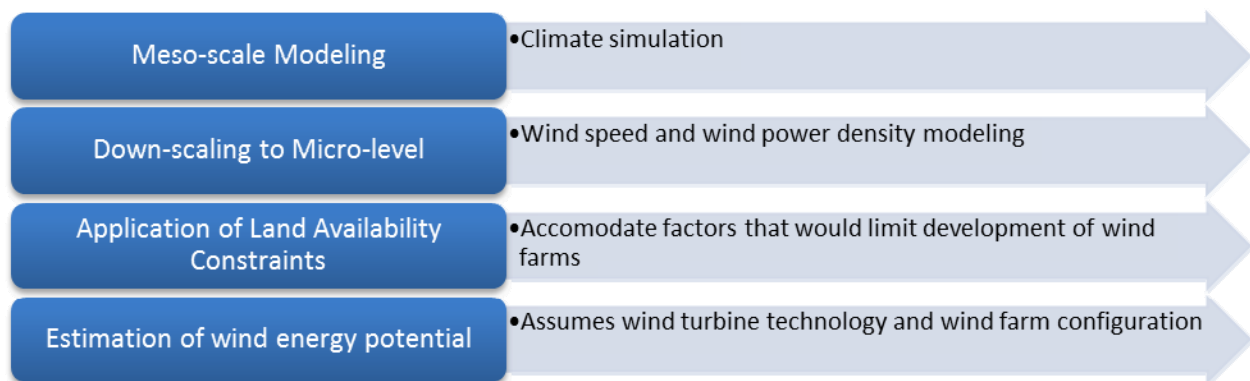 Meso-scale Modeling
•Climate simulation
Down-scaling to Micro-level
•Wind speed and wind power density modeling
Application of Land Availability
Constraints
•Accomodate factors that would limit development of wind
farms
Estimation of wind energy potential
•Assumes wind turbine technology and wind farm configuration